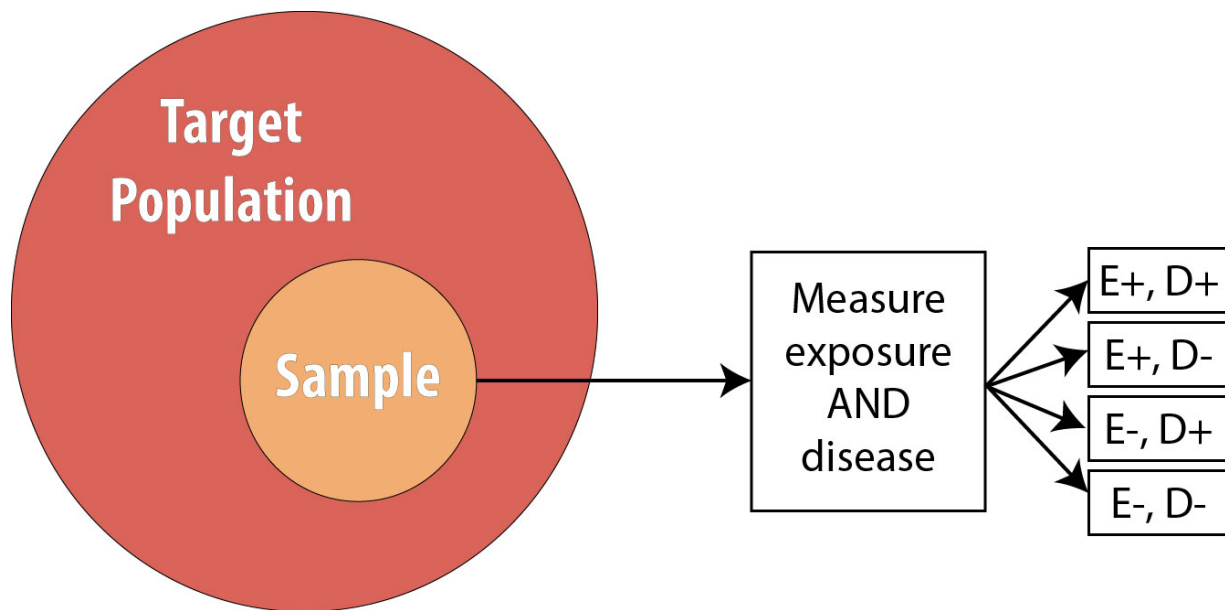 Target
Population
Sample
Measure
exposure
AND
disease
E+, D+
E+, D-
E-, D+
E-, D-